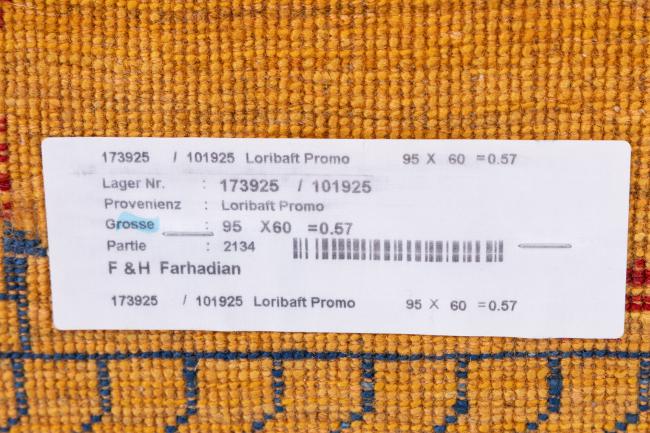 173925 / 101925 Loribaft Promo 95 X 60 =0.57
Lager Nr. : 173925 / 101925
Provenienz : Loribaft Promo
Grosse : 95 X60 =0.57
Partie : 2134
F & H Farhadian
173925 / 101925 Loribaft Promo 95 X 60 =0.57